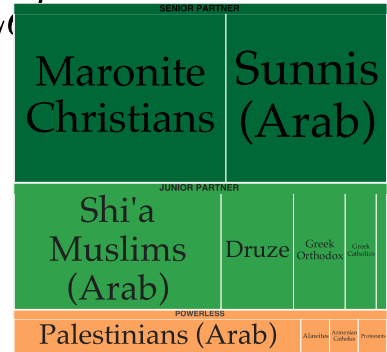 SENIOR PARTNER
Maronite
Christians
Sunnis
(Arab)
JUNIOR PARTNER
Shi'a
Muslims
(Arab)
Druze
Greek
Orthodox
Greek
Catholics
POWERLESS
Palestinians (Arab)
Alawites
Armenian
Catholics
Protestants